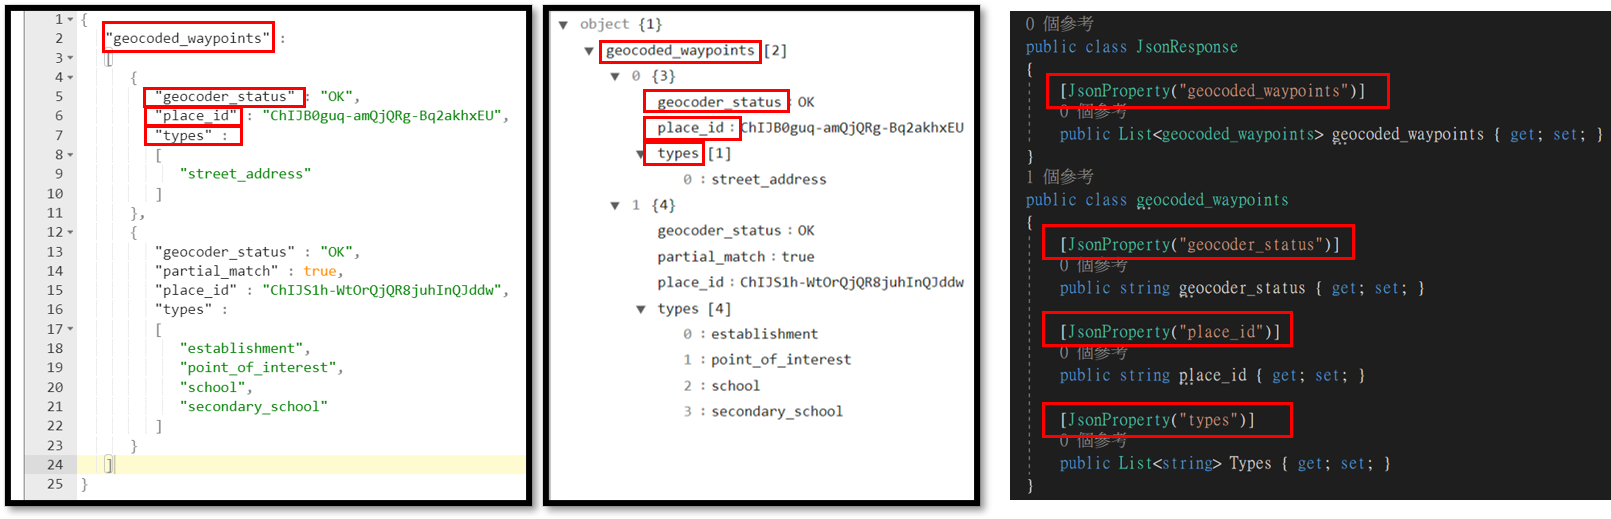 1 {
2 "geocoded_waypoints" :
3 [
4 {
5 "geocoder_status" : "OK",
6 "place_id" : "ChIJB0guq-amQjQRg-Bq2akhxEU",
7 "types" :
8 [
9 "street_address"
10 ]
11 },
12 {
13 "geocoder_status" : "OK",
14 "partial_match" : true,
15 "place_id" : "ChIJS1h-WtOrQjQR8juhInQJddw",
16 "types" :
17 [
18 "establishment",
19 "point_of_interest",
20 "school",
21 "secondary_school"
22 ]
23 }
24 ]
25 }
object {1}
geocoded_waypoints [2]
0 {3}
geocoder_status : OK
place_id : ChIJB0guq-amQjQRg-Bq2akhxEU
types [1]
0 : street_address
1 {4}
geocoder_status : OK
partial_match : true
place_id : ChIJS1h-WtOrQjQR8juhInQJddw
types [4]
0 : establishment
1 : point_of_interest
2 : school
3 : secondary_school
0 個參考
public class JsonResponse
{
[JsonProperty("geocoded_waypoints")]
0 個參考
public List<geocoded_waypoints> geocoded_waypoints { get; set; }
}
1 個參考
public class geocoded_waypoints
{
[JsonProperty("geocoder_status")]
0 個參考
public string geocoder_status { get; set; }
[JsonProperty("place_id")]
0 個參考
public string place_id { get; set; }
[JsonProperty("types")]
0 個參考
public List<string> Types { get; set; }
}